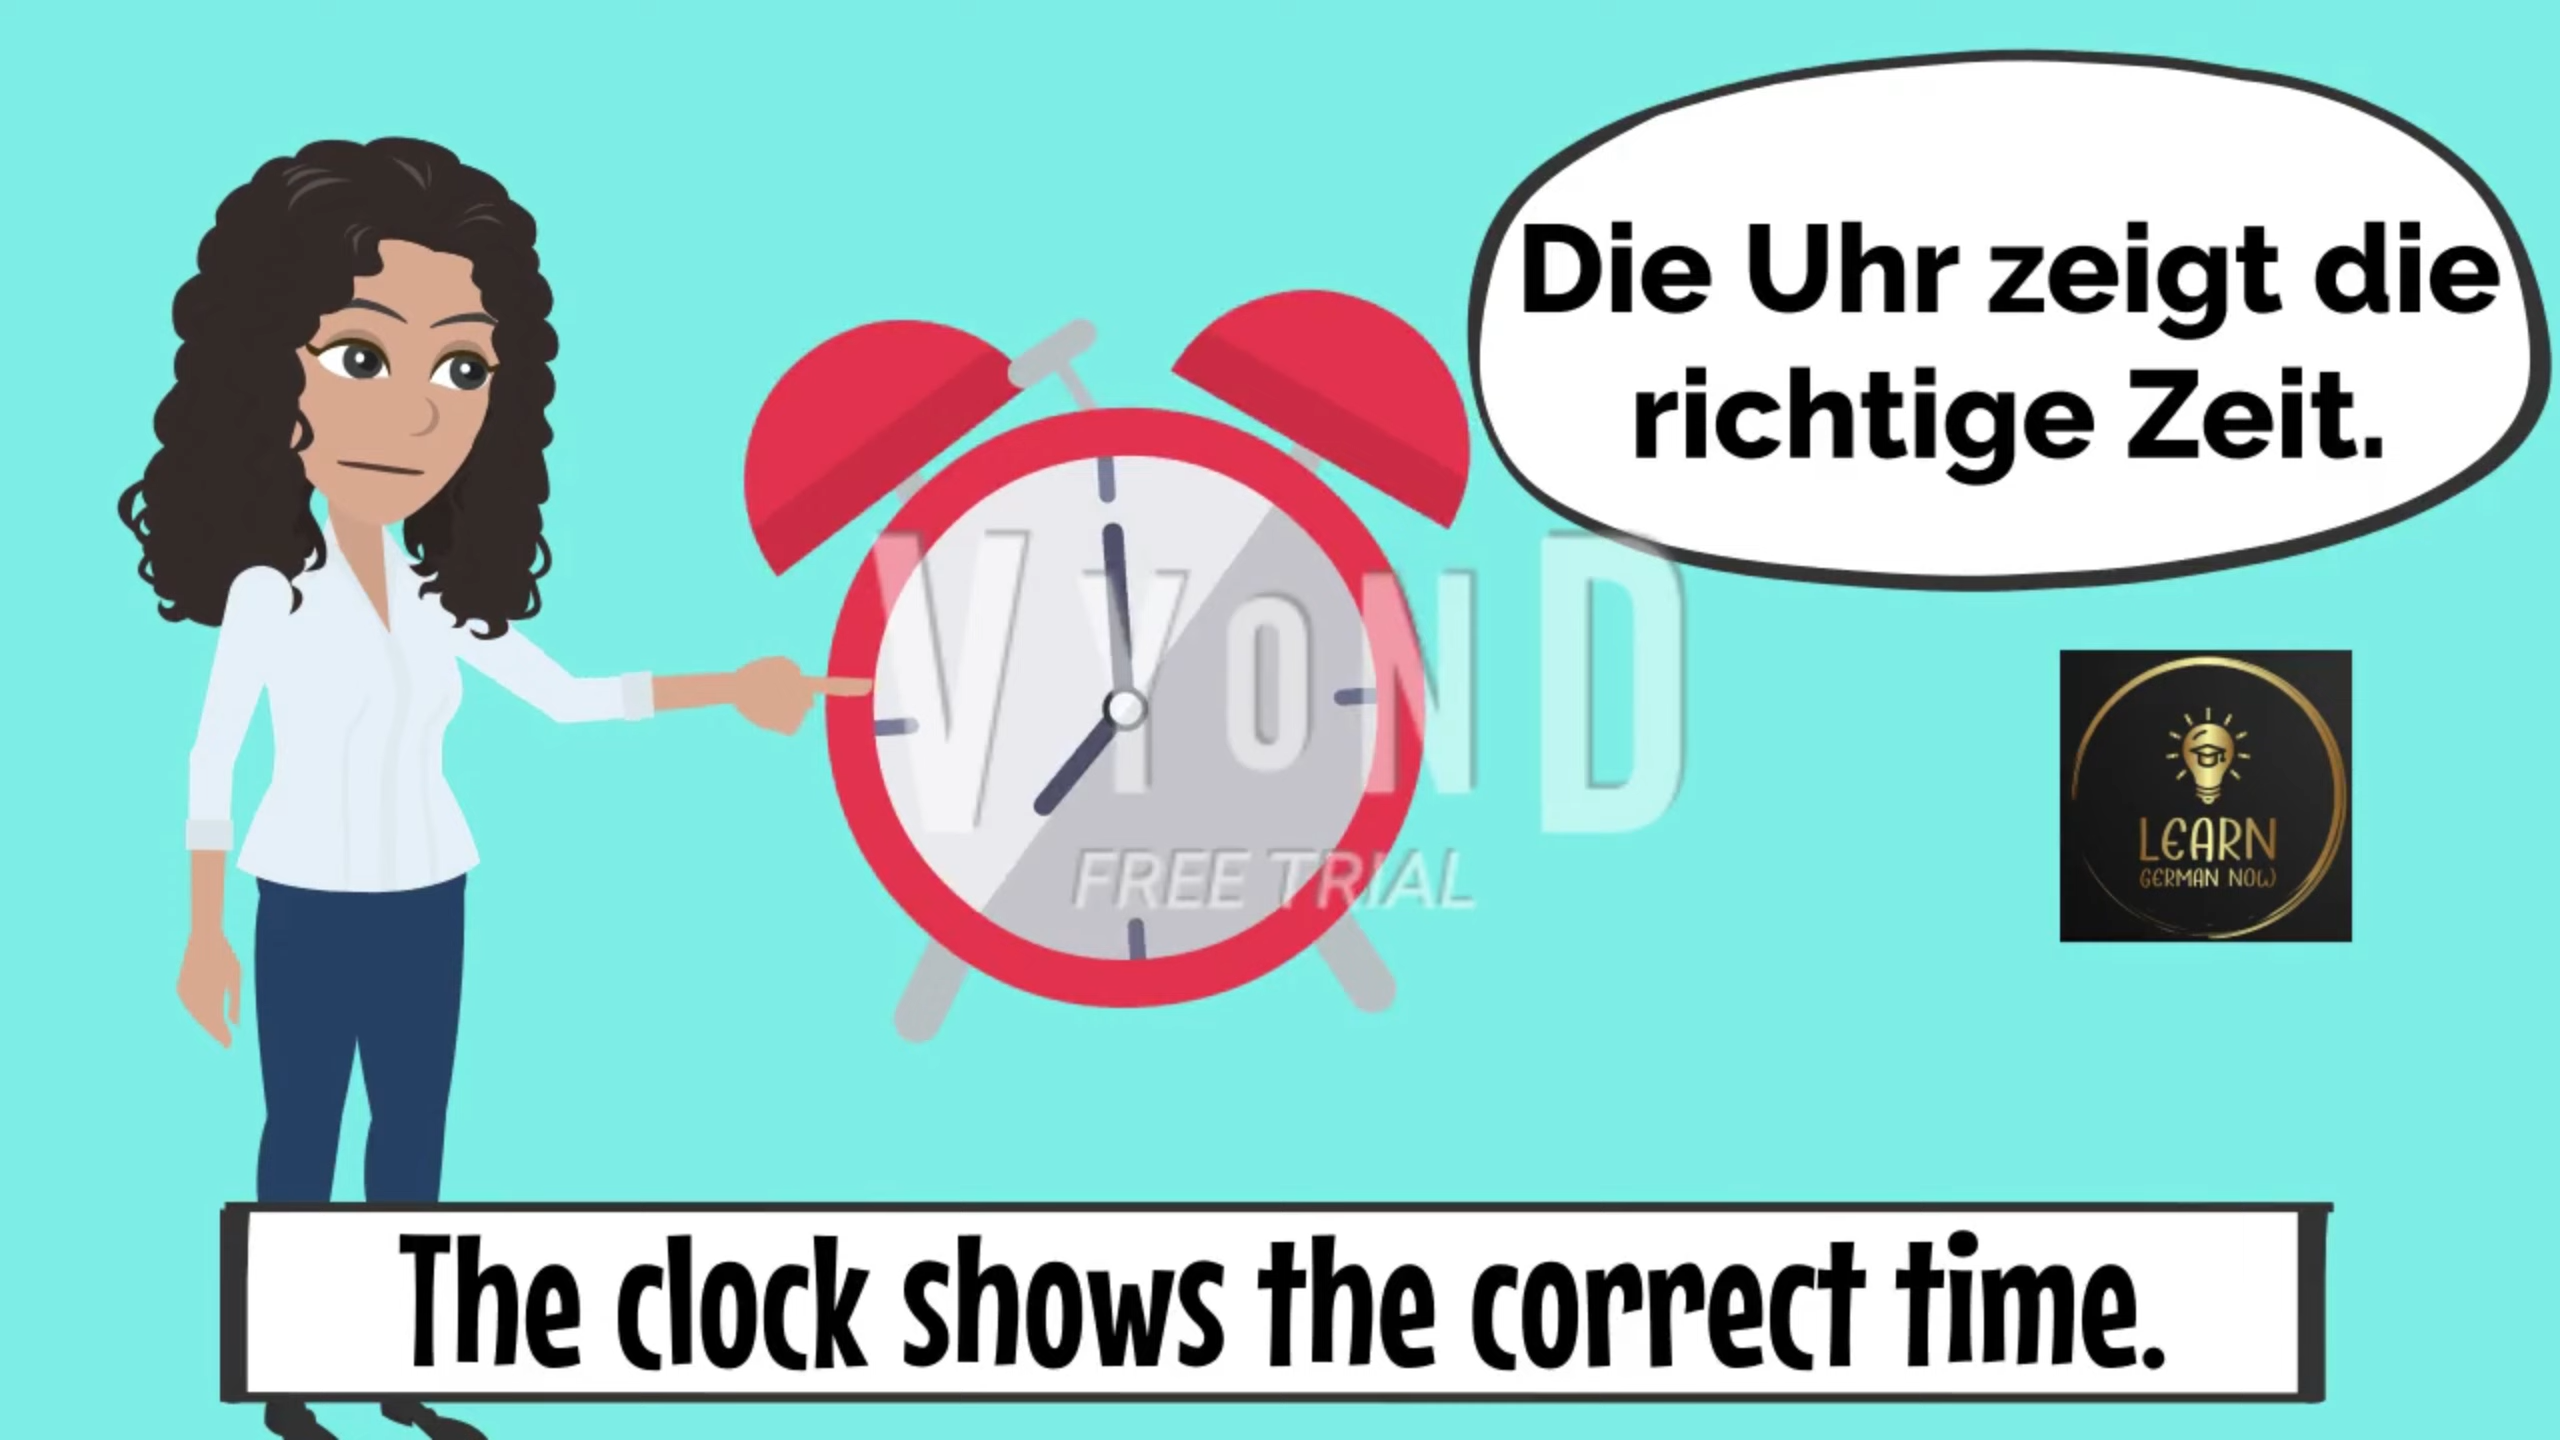 Die Uhr zeigt die
richtige Zeit.
VYOND
FREE TRIAL
LEARN
GERMAN NOW
The clock shows the correct time.